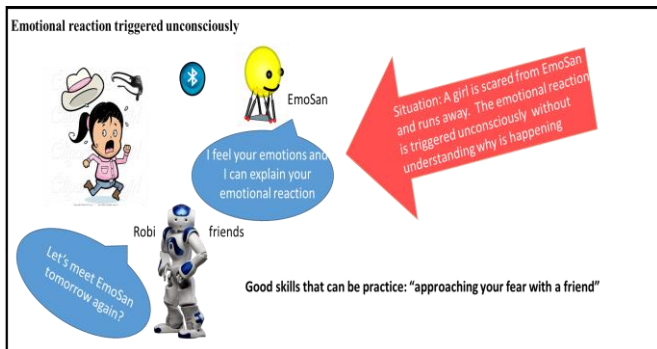 Emotional reaction triggered unconsciously
EmoSan
Situation: A girl is scared from EmoSan
and runs away. The emotional reaction
is triggered unconsciously without
understanding why is happening
I feel your emotions and
I can explain your
emotional reaction
Robi friends
Let's meet EmoSan
tomorrow again?
Good skills that can be practice: “approaching your fear with a friend”